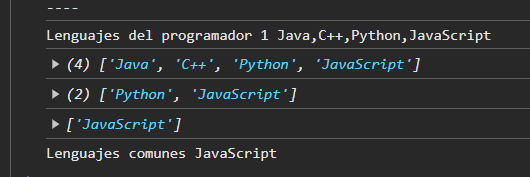 ----
Lenguajes del programador 1 Java,C++,Python,JavaScript
▶ (4) ['Java', 'C++', 'Python', 'JavaScript']
▶ (2) ['Python', 'JavaScript']
▶ ['JavaScript']
Lenguajes comunes JavaScript